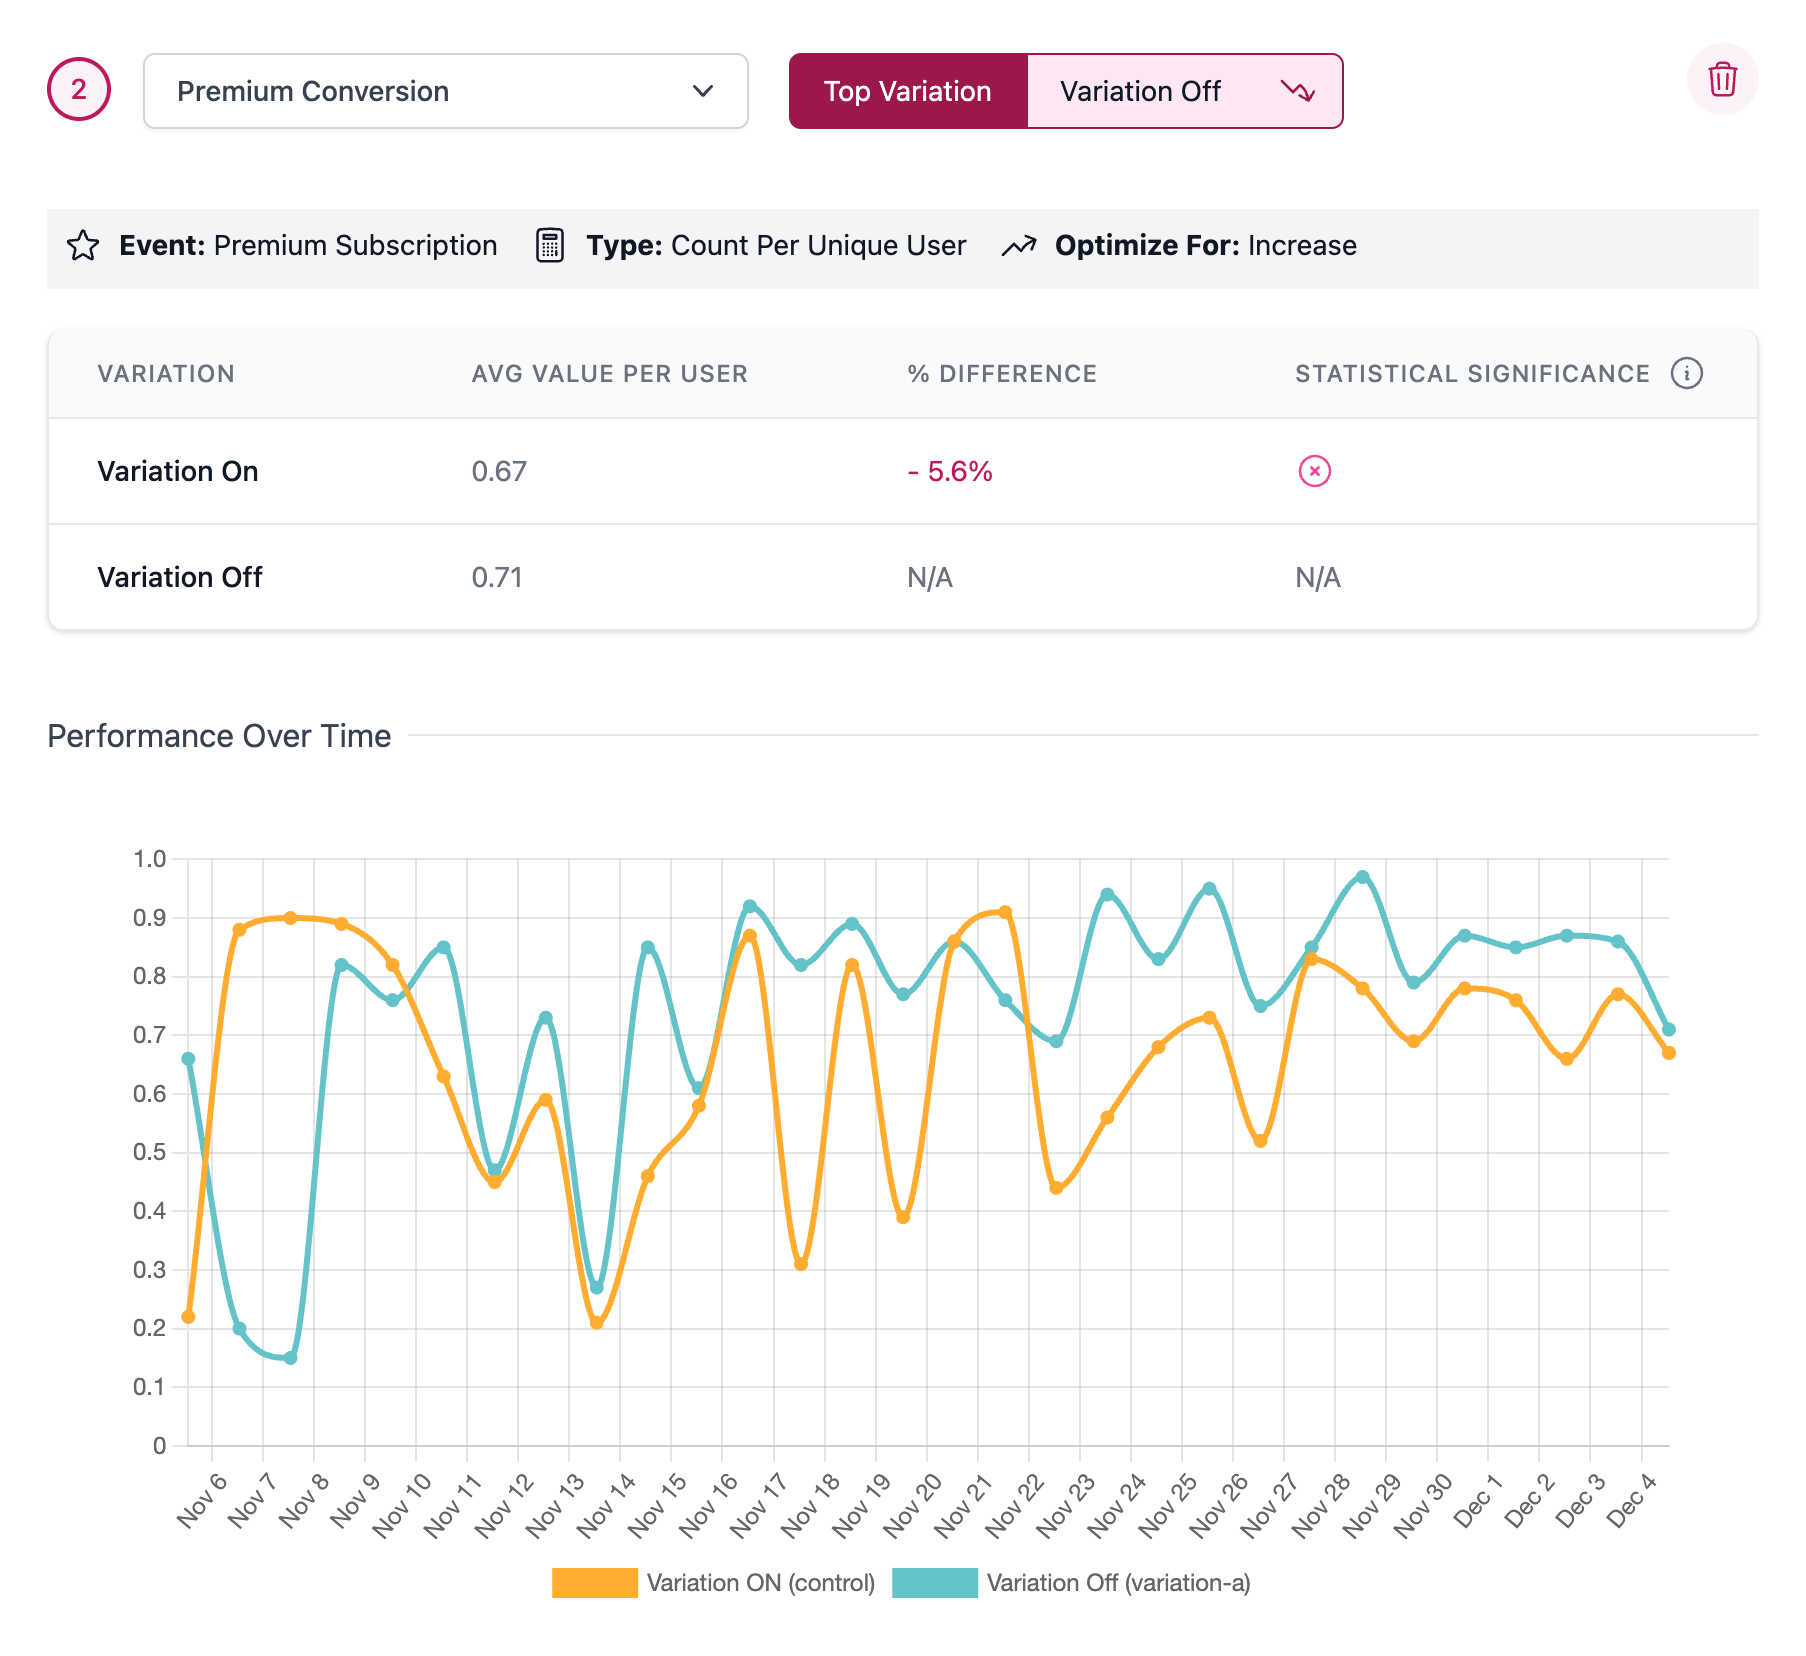 2
Premium Conversion
Top Variation
Variation Off
Event: Premium Subscription
Type: Count Per Unique User
Optimize For: Increase
VARIATION AVG VALUE PER USER % DIFFERENCE STATISTICAL SIGNIFICANCE
Variation On 0.67 - 5.6%
Variation Off 0.71 N/A N/A
Performance Over Time
1.0
0.9
0.8
0.7
0.6
0.5
0.4
0.3
0.2
0.1
0
Nov 6
Nov 7
Nov 8
Nov 9
Nov 10
Nov 11
Nov 12
Nov 13
Nov 14
Nov 15
Nov 16
Nov 17
Nov 18
Nov 19
Nov 20
Nov 21
Nov 22
Nov 23
Nov 24
Nov 25
Nov 26
Nov 27
Nov 28
Nov 29
Nov 30
Dec 1
Dec 2
Dec 3
Dec 4
Variation ON (control)
Variation Off (variation-a)